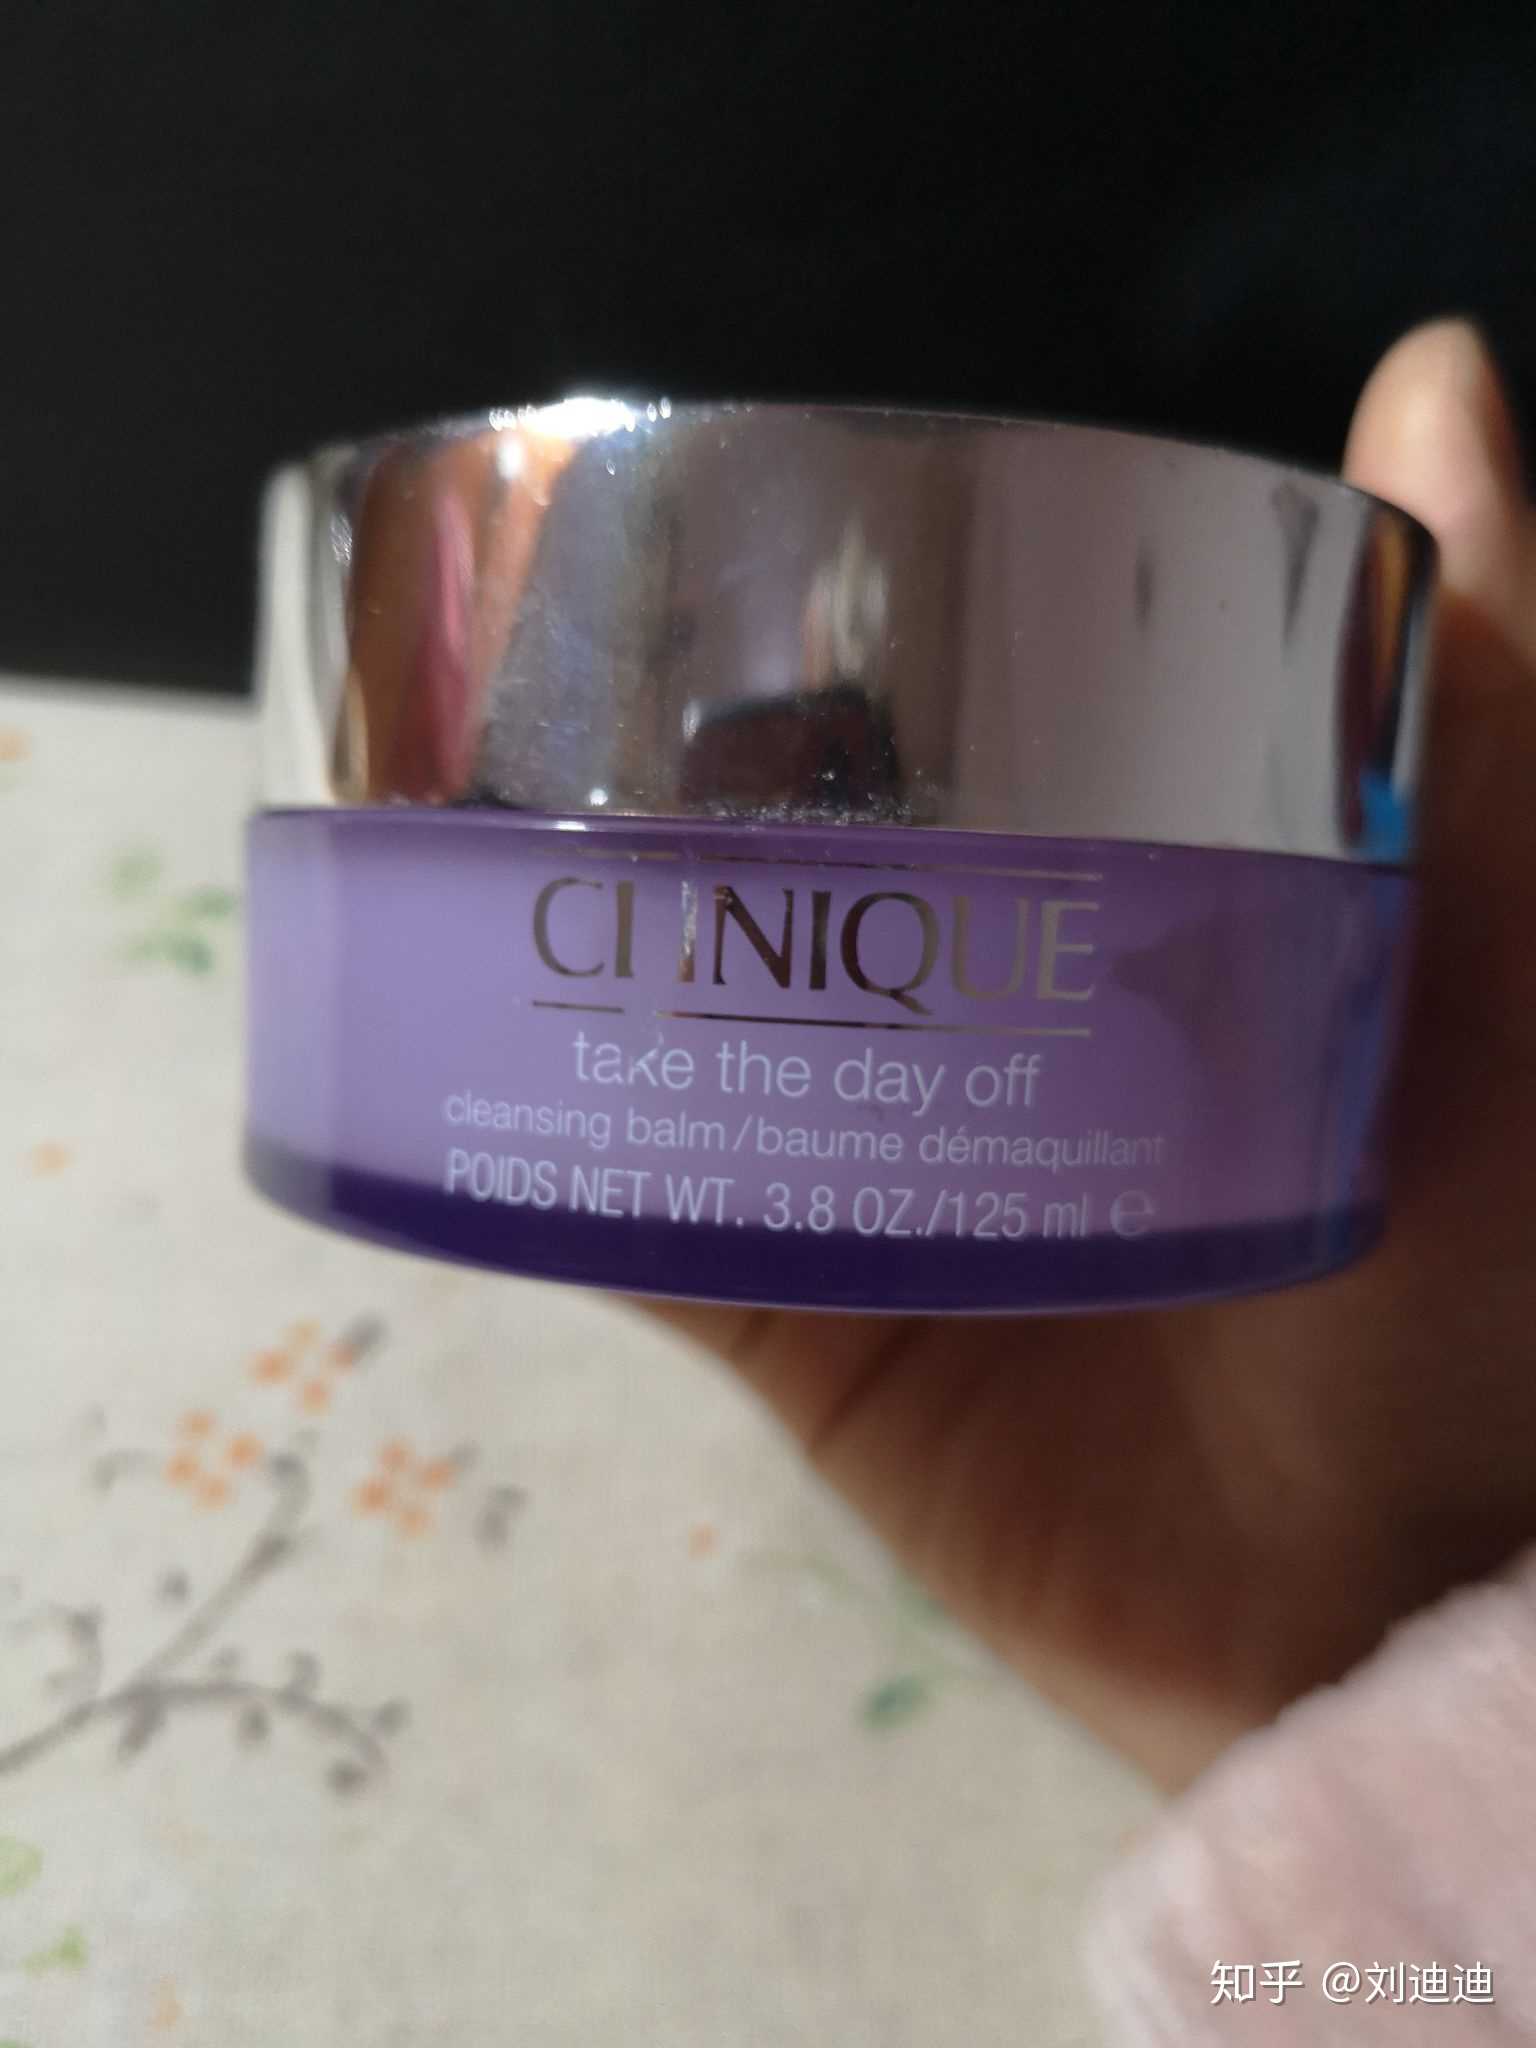 CLINIQUE
take the day off
cleansing balm/baume démaquillant
POIDS NET WT. 3.8 OZ./125 ml ℮
知乎 @刘迪迪